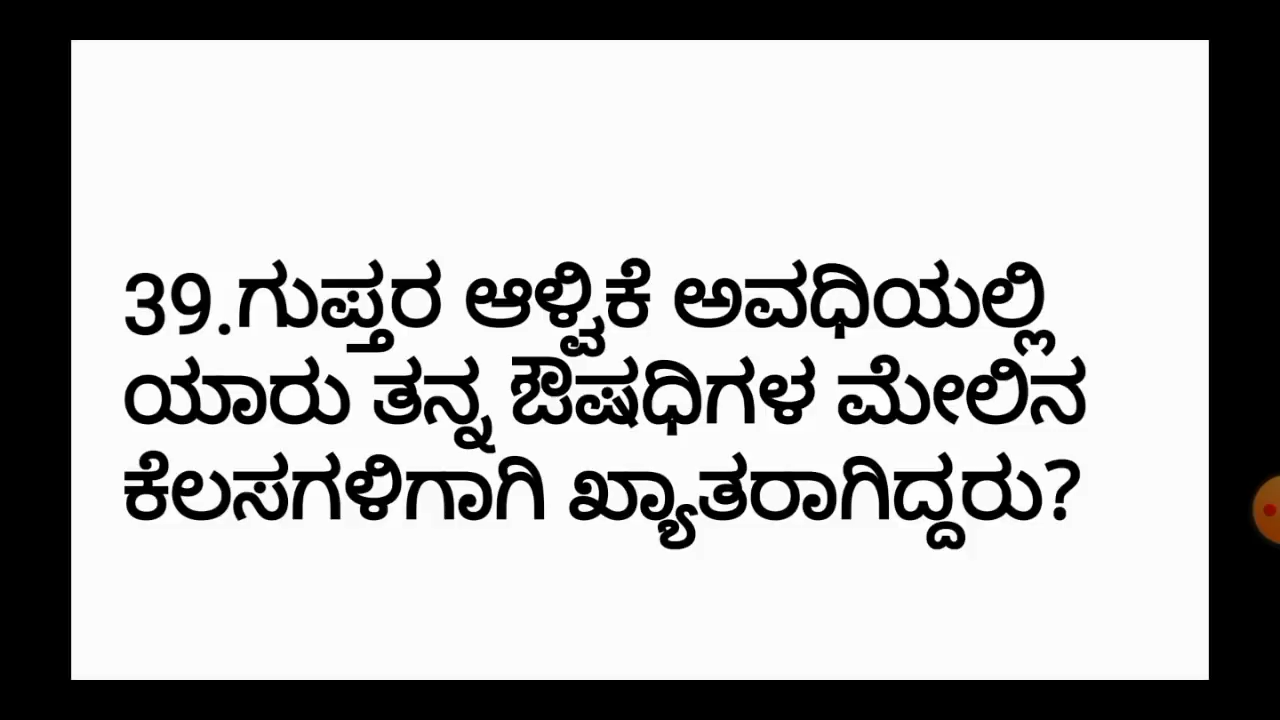 39.ಗುಪ್ತರ ಆಳ್ವಿಕೆ ಅವಧಿಯಲ್ಲಿ
ಯಾರು ತನ್ನ ಔಷಧಿಗಳ ಮೇಲಿನ
ಕೆಲಸಗಳಿಗಾಗಿ ಖ್ಯಾತರಾಗಿದ್ದರು?